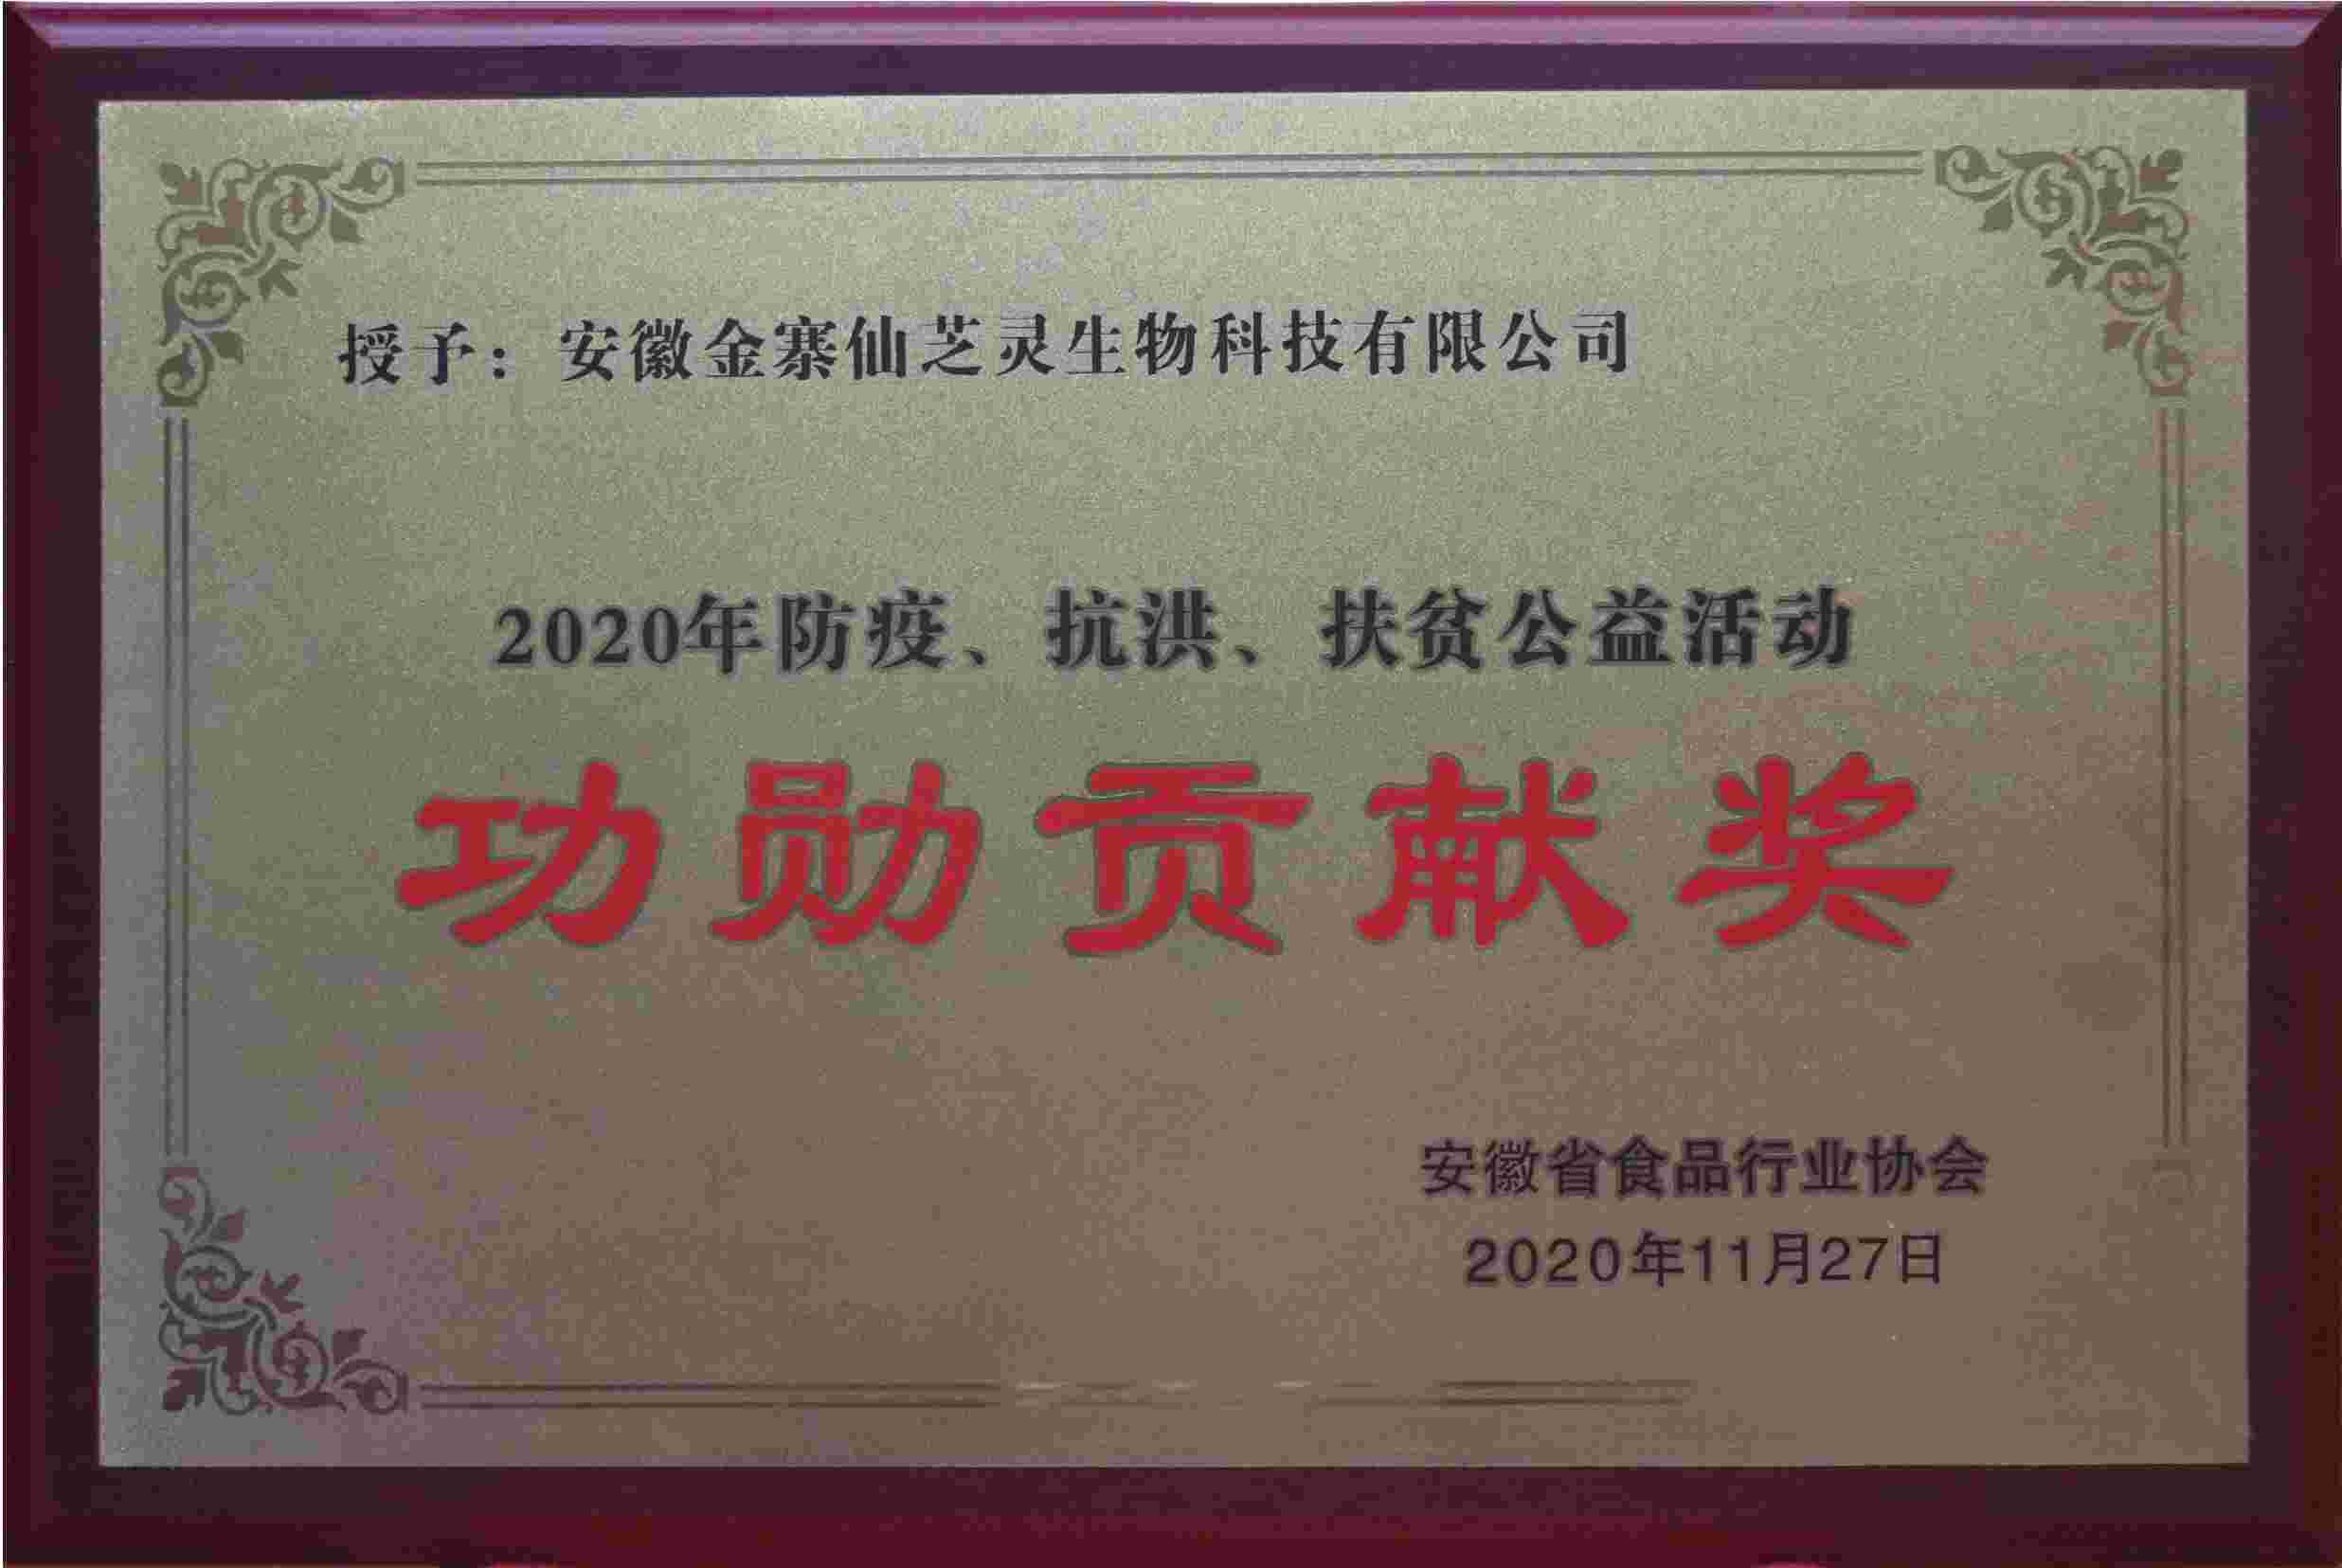 授予：安徽金寨仙芝灵生物科技有限公司
2020年防疫、抗洪、扶贫公益活动
功勋贡献奖
安徽省食品行业协会
2020年11月27日